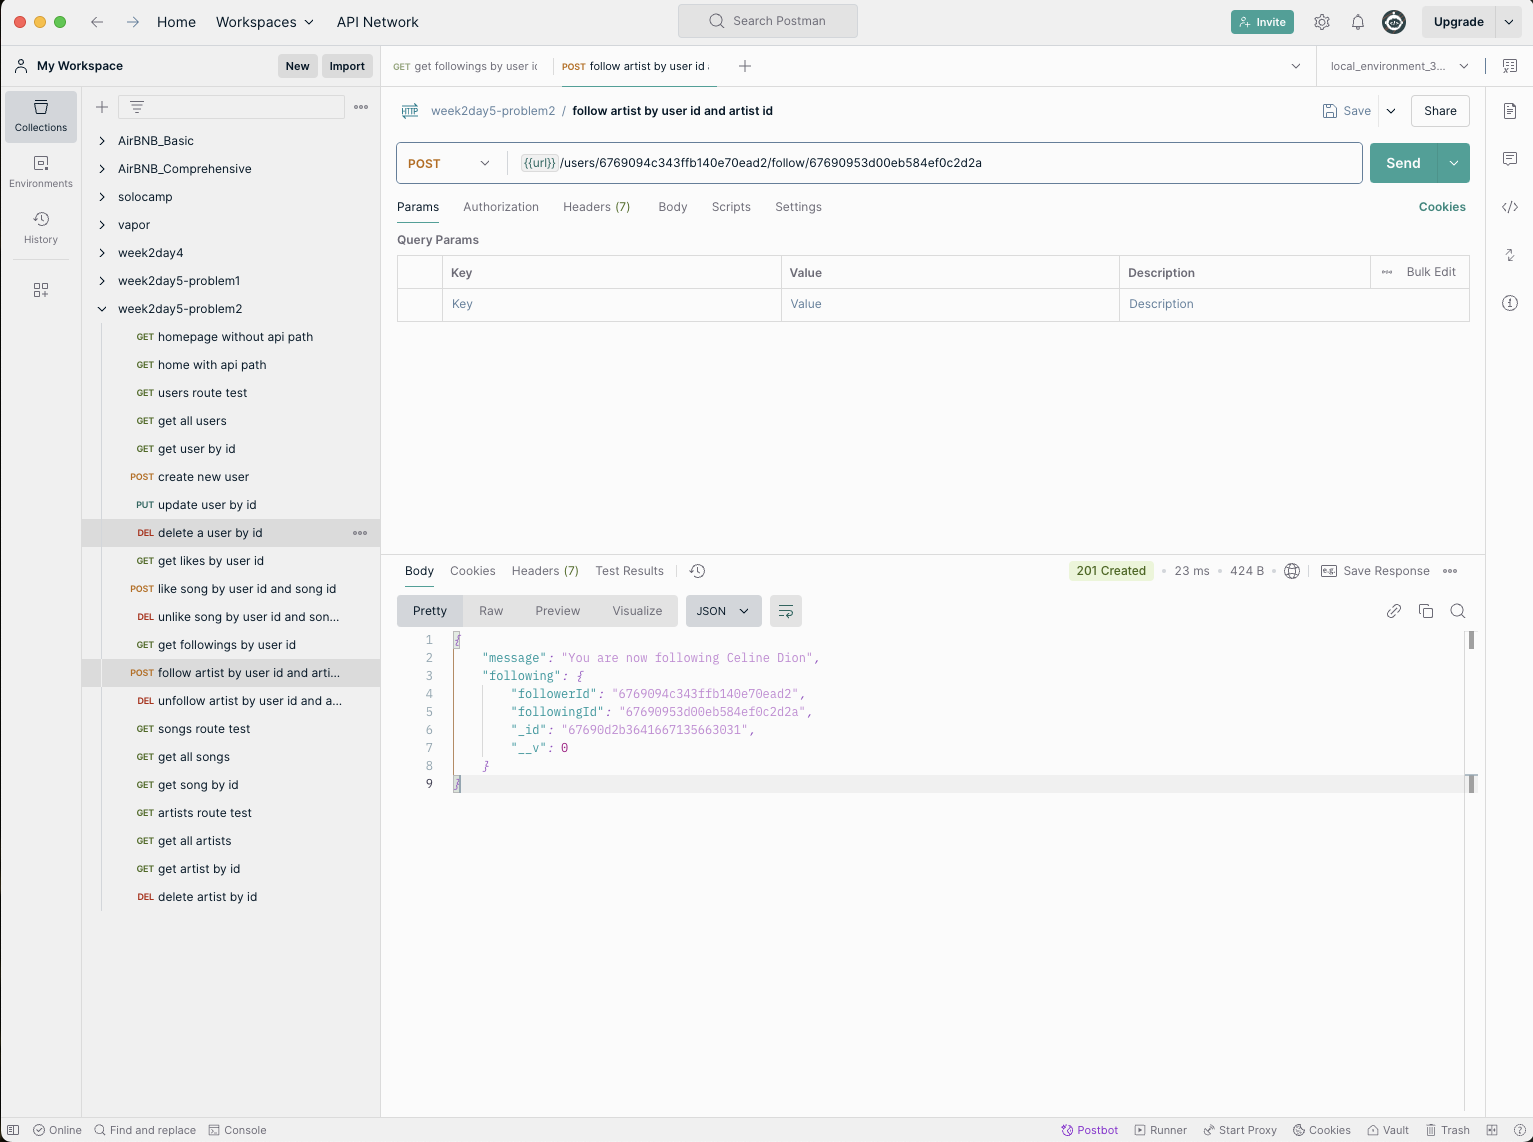 Home
Workspaces
API Network
Search Postman
Invite
Upgrade
My Workspace
New
Import
GET get followings by user id
POST follow artist by user id
local_environment_3...
Collections
Environments
History
AirBNB_Basic
AirBNB_Comprehensive
solocamp
vapor
week2day4
week2day5-problem1
week2day5-problem2
GET homepage without api path
GET home with api path
GET users route test
GET get all users
GET get user by id
POST create new user
PUT update user by id
DEL delete a user by id
GET get likes by user id
POST like song by user id and song id
DEL unlike song by user id and son...
GET get followings by user id
POST follow artist by user id and arti...
DEL unfollow artist by user id and a...
GET songs route test
GET get all songs
GET get song by id
GET artists route test
GET get all artists
GET get artist by id
DEL delete artist by id
HTTP week2day5-problem2 / follow artist by user id and artist id
Save
Share
POST {{url}}/users/6769094c343ffb140e70ead2/follow/67690953d00eb584ef0c2d2a
Send
Params Authorization Headers (7) Body Scripts Settings
Cookies
Query Params
Key Value Description Bulk Edit
Key Value Description
Body Cookies Headers (7) Test Results
201 Created • 23 ms • 424 B •
e.g. Save Response
Pretty Raw Preview Visualize JSON
1 {
2 "message": "You are now following Celine Dion",
3 "following": {
4 "followerId": "6769094c343ffb140e70ead2",
5 "followingId": "67690953d00eb584ef0c2d2a",
6 "_id": "67690d2b3641667135663031",
7 "__v": 0
8 }
9 }
Online Find and replace Console
Postbot Runner Start Proxy Cookies Vault Trash